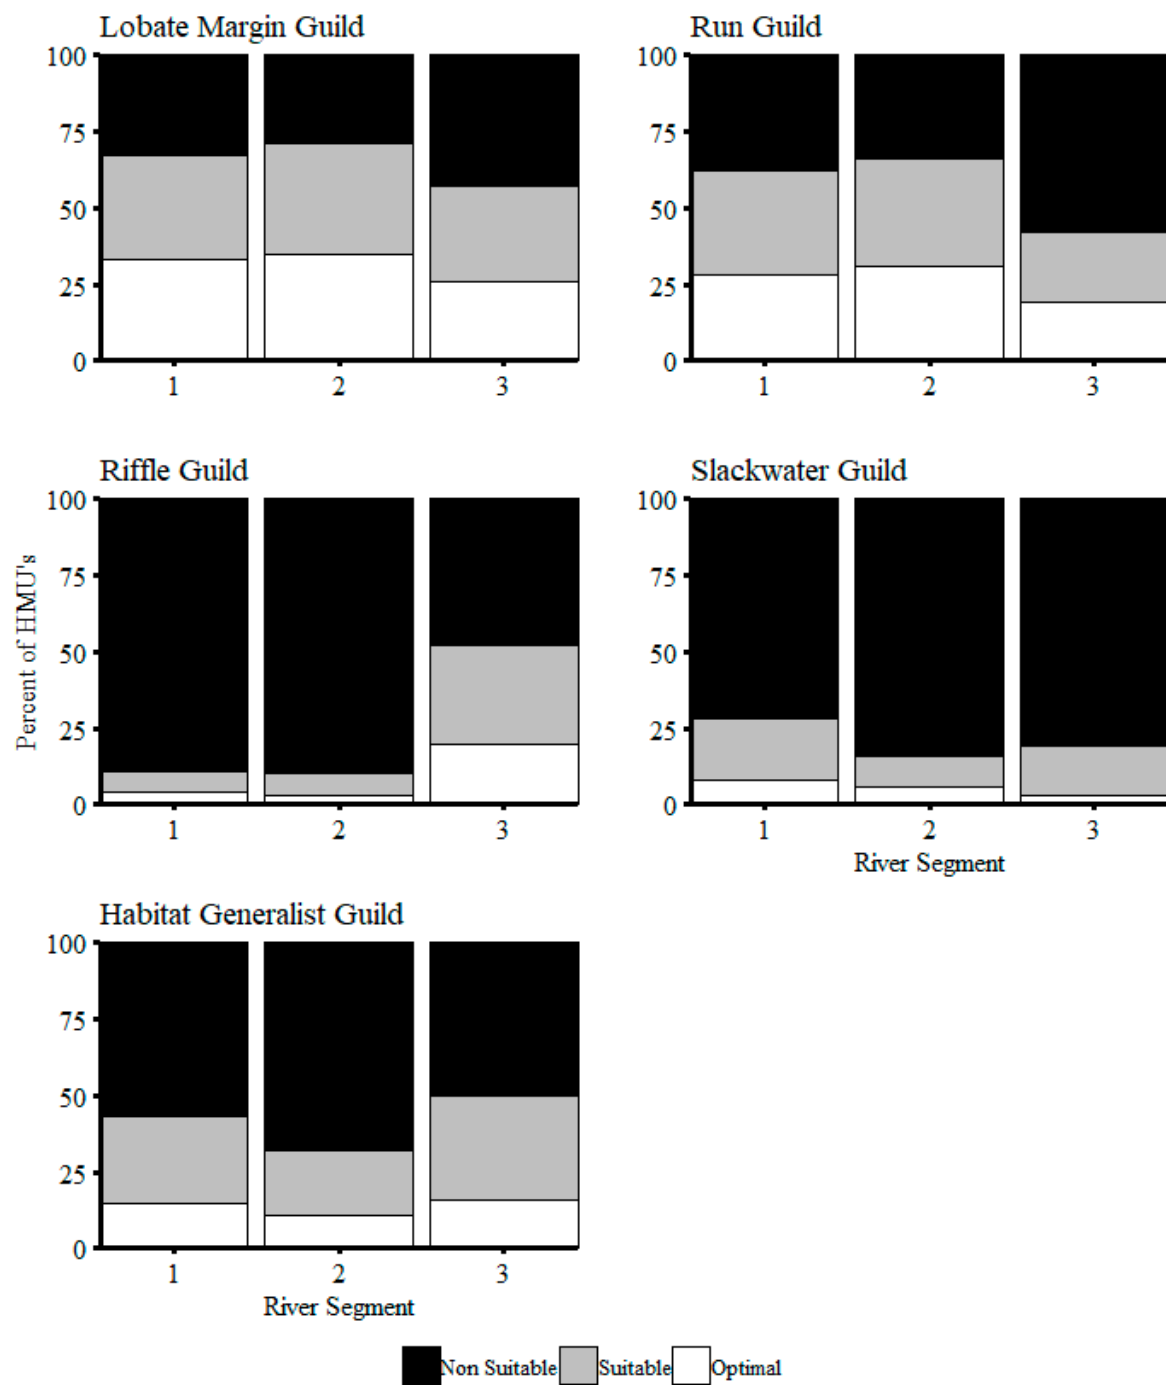 Lobate Margin Guild
100
75
50
25
0
1 2 3
Run Guild
100
75
50
25
0
1 2 3
Riffle Guild
Percent of HMU's
100
75
50
25
0
1 2 3
Slackwater Guild
100
75
50
25
0
1 2 3
River Segment
Habitat Generalist Guild
100
75
50
25
0
1 2 3
River Segment
Non Suitable Suitable Optimal